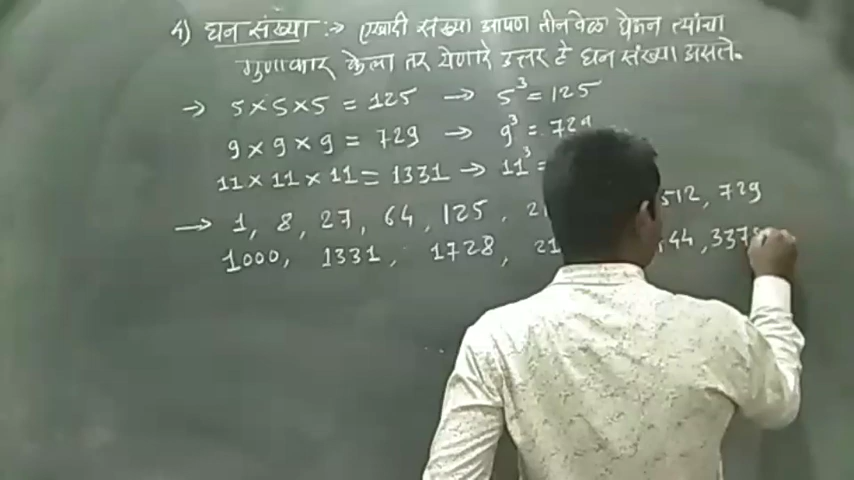 4) घन संख्या :→ एखादी संख्या आपण तीनवेळा घेऊन त्यांचा
गुणाकार केला तर येणारे उत्तर हे घन संख्या असते.
→ 5 × 5 × 5 = 125 → 5³ = 125
9 × 9 × 9 = 729 → 9³ = 729
11 × 11 × 11 = 1331 → 11³ =
→ 1, 8, 27, 64, 125, 512, 729
1000, 1331, 1728, 44, 337